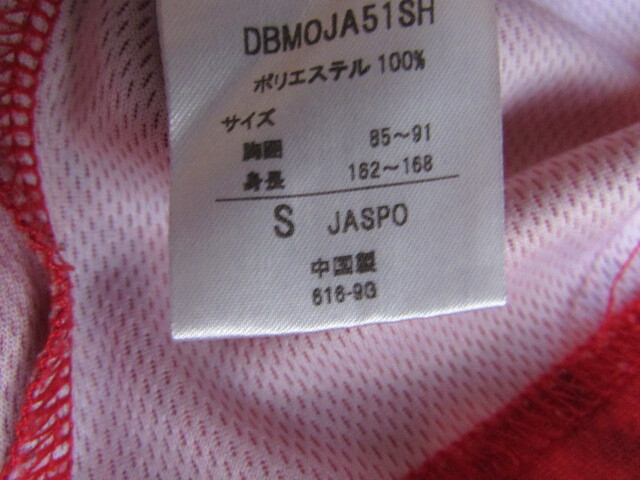 DBMOJA51SH
ポリエステル 100%
サイズ
胸囲 85～91
身長 162～168
S JASPO
中国製
616-9G